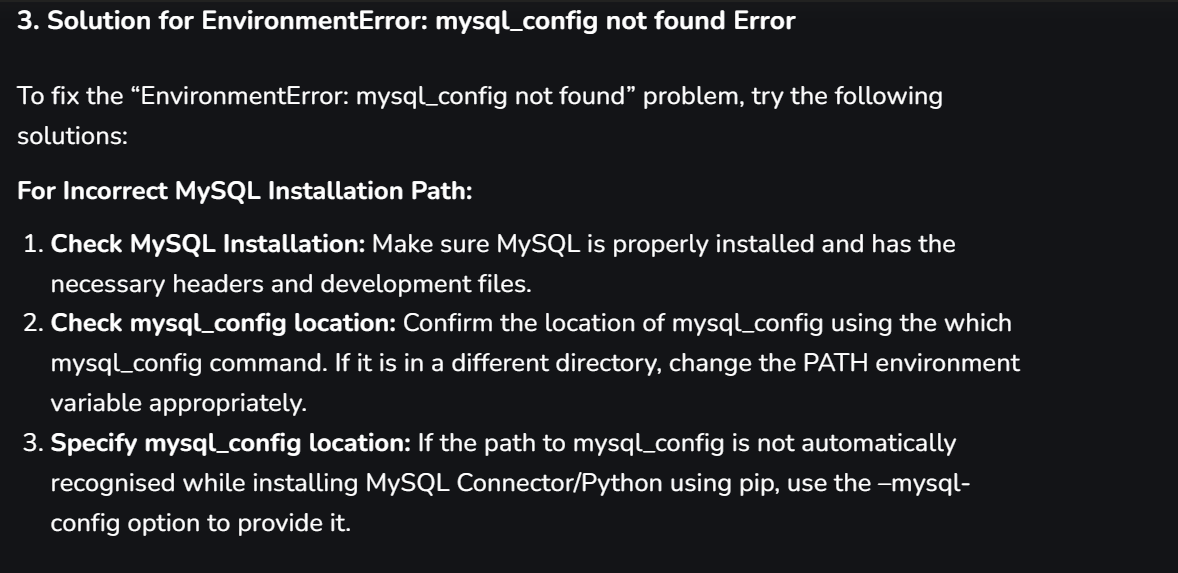 3. Solution for EnvironmentError: mysql_config not found Error
To fix the “EnvironmentError: mysql_config not found” problem, try the following
solutions:
For Incorrect MySQL Installation Path:
1. Check MySQL Installation: Make sure MySQL is properly installed and has the
necessary headers and development files.
2. Check mysql_config location: Confirm the location of mysql_config using the which
mysql_config command. If it is in a different directory, change the PATH environment
variable appropriately.
3. Specify mysql_config location: If the path to mysql_config is not automatically
recognised while installing MySQL Connector/Python using pip, use the –mysql-
config option to provide it.